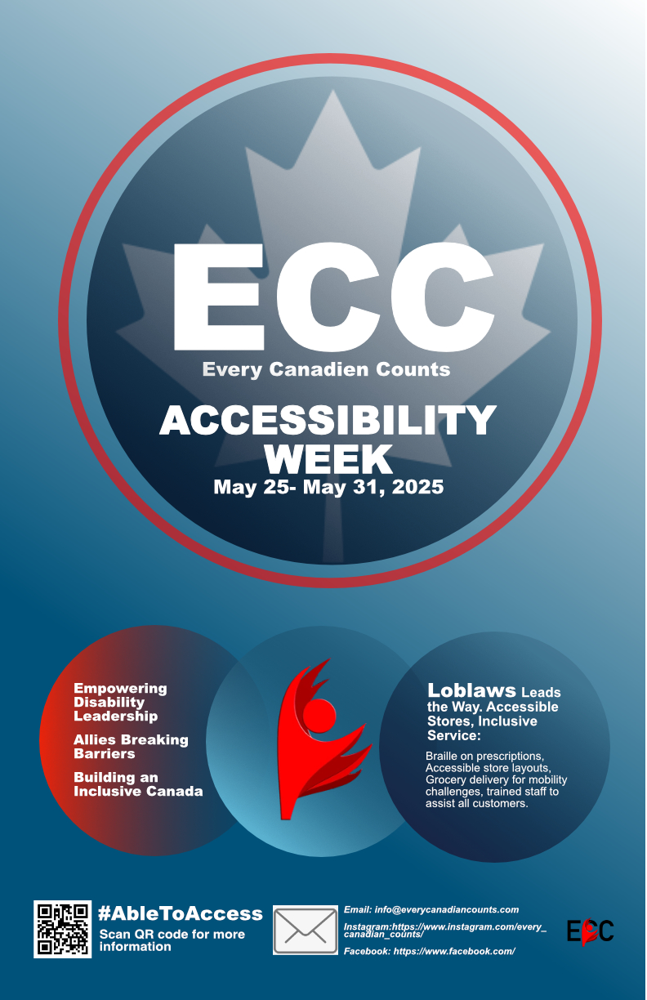 ECC
Every Canadien Counts
ACCESSIBILITY
WEEK
May 25- May 31, 2025
Empowering
Disability
Leadership
Allies Breaking
Barriers
Building an
Inclusive Canada
Loblaws Leads
the Way. Accessible
Stores, Inclusive
Service:
Braille on prescriptions,
Accessible store layouts,
Grocery delivery for mobility
challenges, trained staff to
assist all customers.
#AbleToAccess
Scan QR code for more
information
Email: info@everycanadiancounts.com
Instagram:https://www.instagram.com/every_
canadian_counts/
Facebook: https://www.facebook.com/
ECC